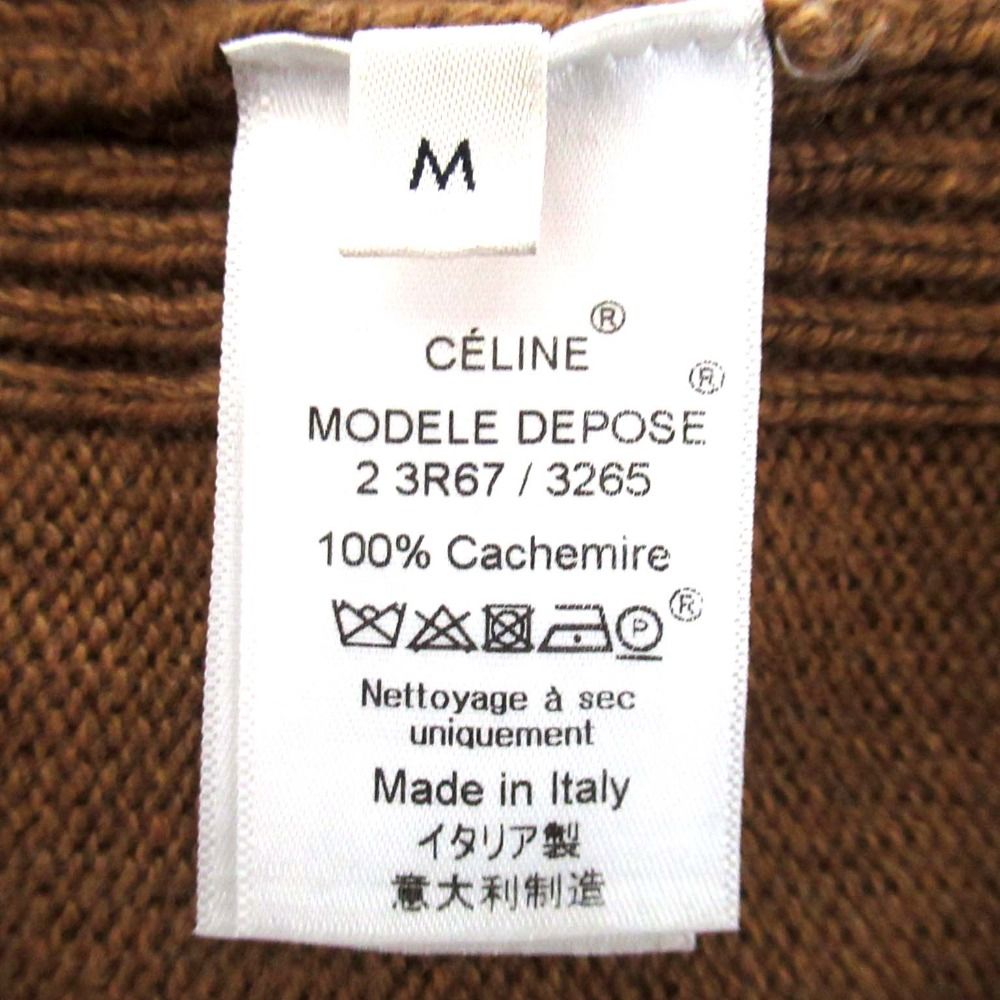 M
CÉLINE®
MODELE DEPOSE®
2 3R67 / 3265
100% Cachemire
P ®
Nettoyage à sec
uniquement
Made in Italy
イタリア製
意大利制造